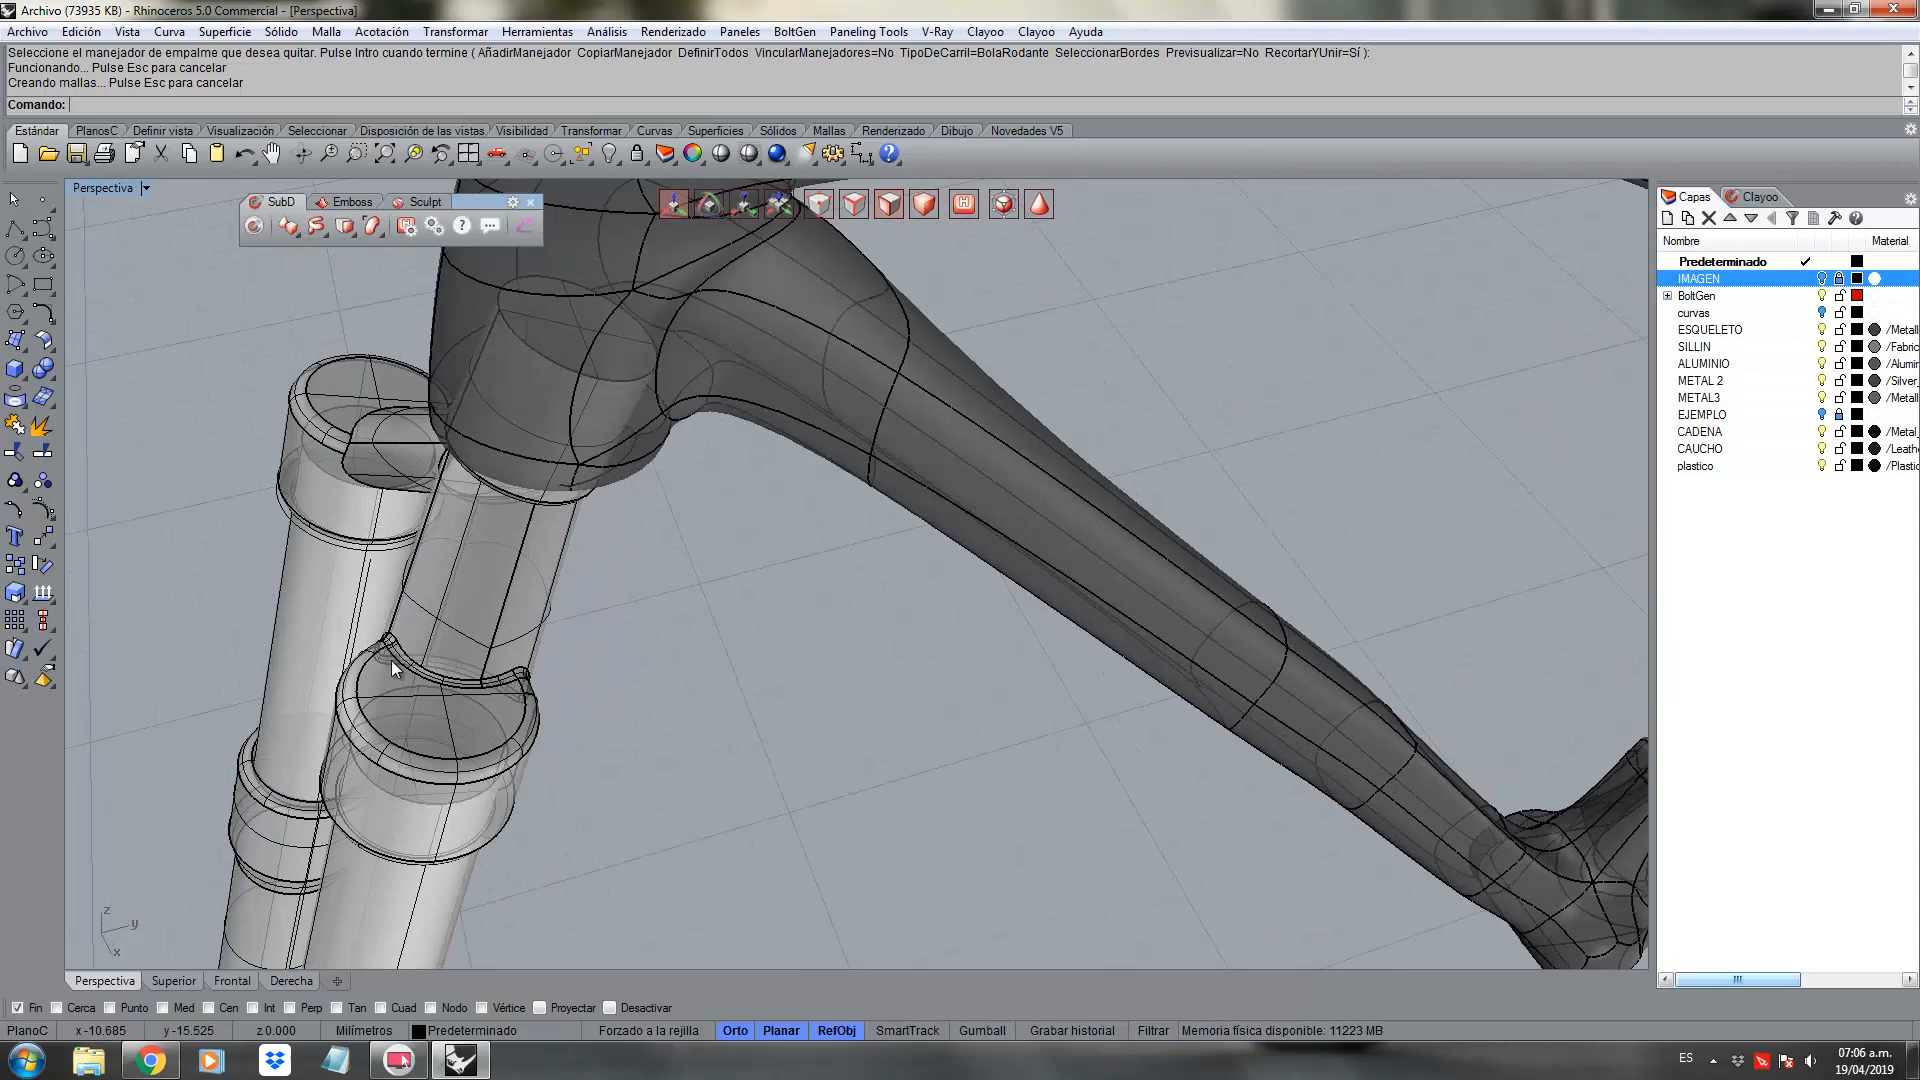 Archivo (73935 KB) - Rhinoceros 5.0 Commercial - [Perspectiva]
Archivo Edición Vista Curva Superficie Sólido Malla Acotación Transformar Herramientas Análisis Renderizado Paneles BoltGen Paneling Tools V-Ray Clayoo Clayoo Ayuda
Seleccione el manejador de empalme que desea quitar. Pulse Intro cuando termine ( AñadirManejador CopiarManejador DefinirTodos VincularManejadores=No TipoDeCarril=BolaRodante SeleccionarBordes Previsualizar=No RecortarYUnir=Sí ):
Funcionando... Pulse Esc para cancelar
Creando mallas... Pulse Esc para cancelar
Comando:
Estándar PlanosC Definir vista Visualización Seleccionar Disposición de las vistas Visibilidad Transformar Curvas Superficies Sólidos Mallas Renderizado Dibujo Novedades V5
Perspectiva
SubD Emboss Sculpt
Capas Clayoo
Nombre Material
Predeterminado
IMAGEN
BoltGen
curvas
ESQUELETO /Metall
SILLIN /Fabric
ALUMINIO /Alumin
METAL 2 /Silver_
METAL3 /Metall
EJEMPLO
CADENA /Metal_
CAUCHO /Leathe
plastico /Plastic
z
y
x
Perspectiva Superior Frontal Derecha
Fin Cerca Punto Med Cen Int Perp Tan Cuad Nodo Vértice Proyectar Desactivar
PlanoC x -10.685 y -15.525 z 0.000 Milímetros Predeterminado Forzado a la rejilla Orto Planar RefObj SmartTrack Gumball Grabar historial Filtrar Memoria física disponible: 11223 MB
ES
07:06 a.m.
19/04/2019